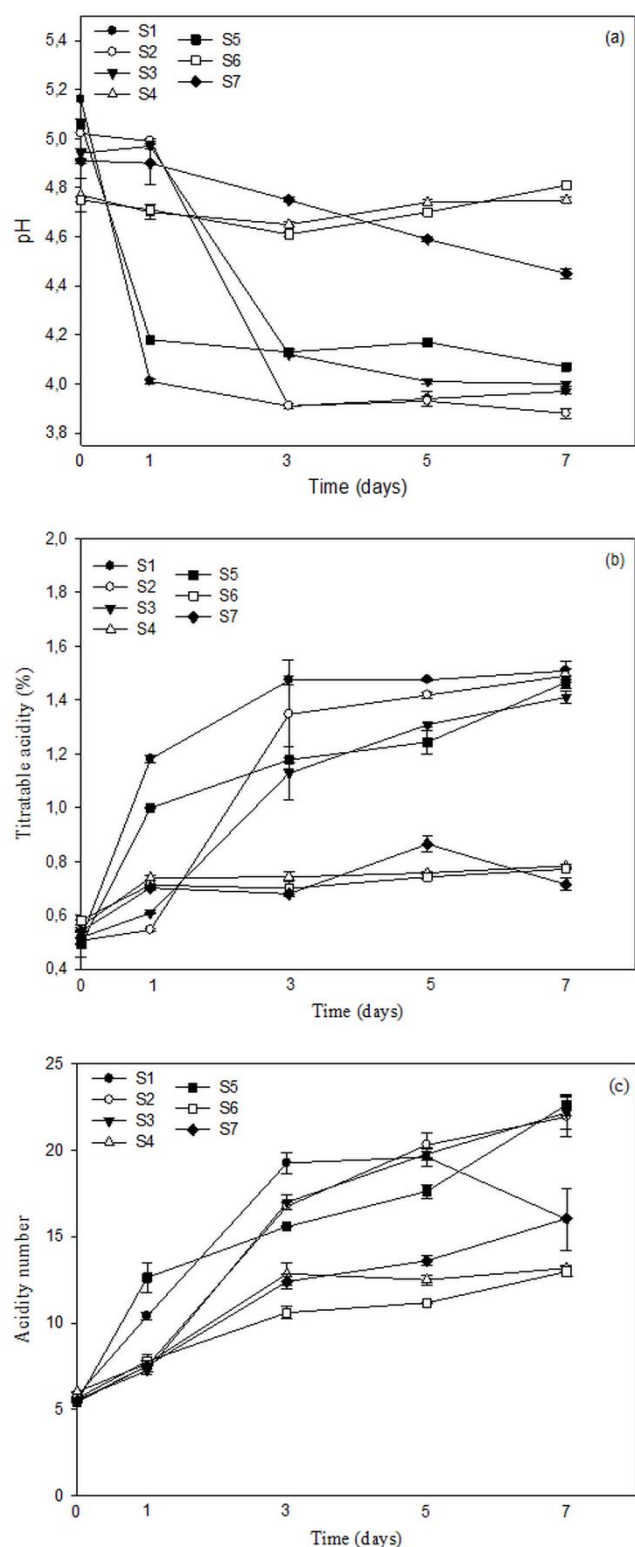 (a)
5,4
5,2
5,0
4,8
4,6
4,4
4,2
4,0
3,8
pH
S1
S2
S3
S4
S5
S6
S7
0 1 3 5 7
Time (days)
(b)
2,0
1,8
1,6
1,4
1,2
1,0
0,8
0,6
0,4
Titratable acidity (%)
S1
S2
S3
S4
S5
S6
S7
0 1 3 5 7
Time (days)
(c)
25
20
15
10
5
0
Acidity number
S1
S2
S3
S4
S5
S6
S7
0 1 3 5 7
Time (days)